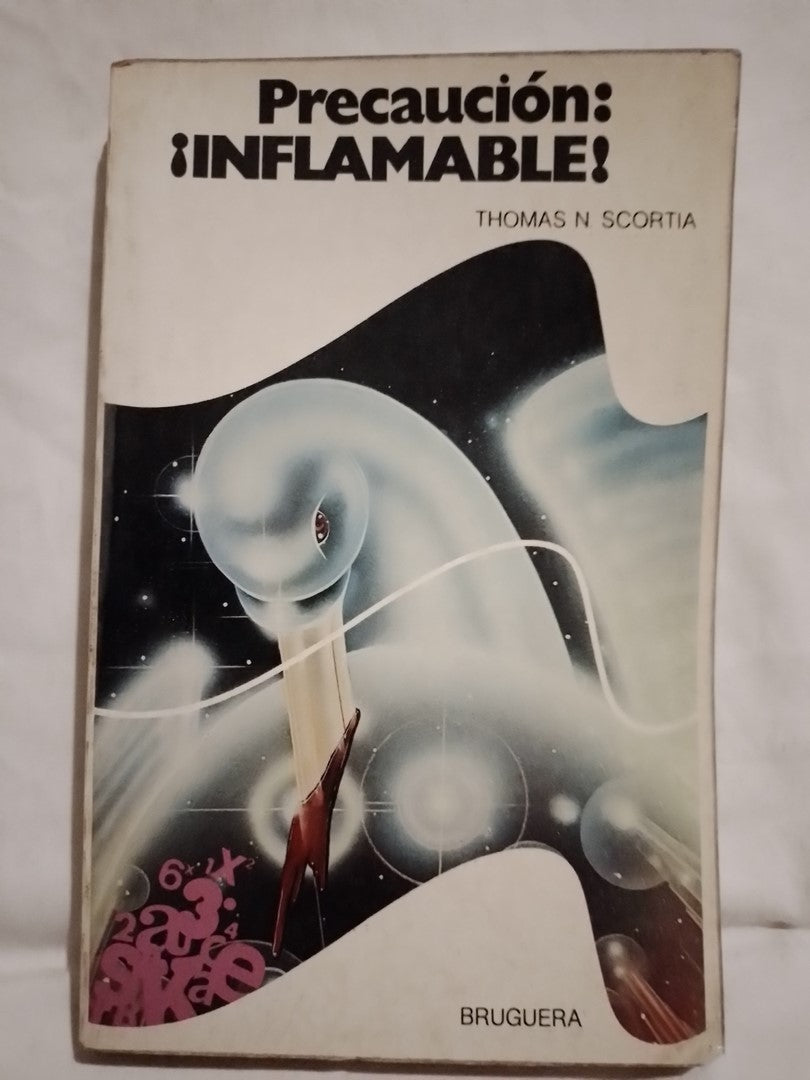 Precaución:
¡INFLAMABLE!
THOMAS N. SCORTIA
BRUGUERA